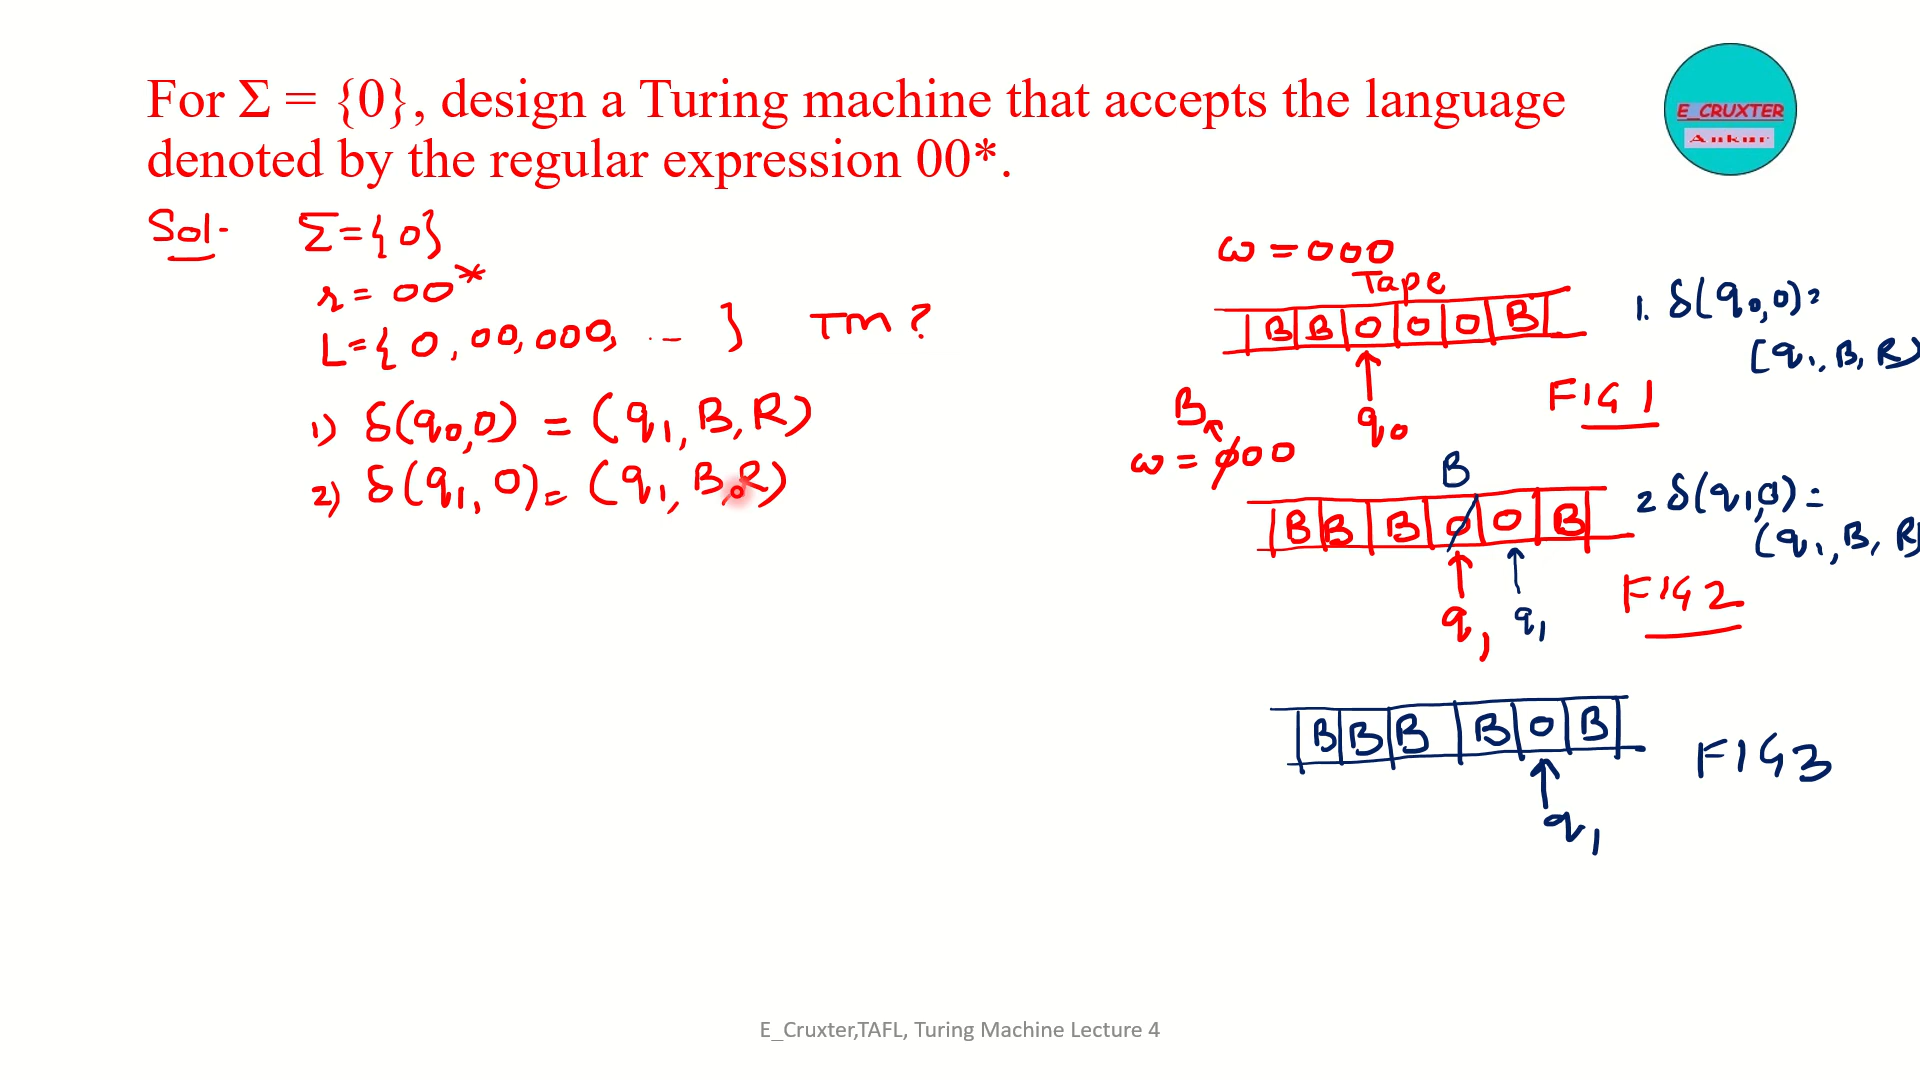 For Σ = {0}, design a Turing machine that accepts the language
denoted by the regular expression 00*.
E_CRUXTER
Ankur
Sol-
Σ={0}
r = 00*
L={0,00,000, ... } TM ?
1) δ(q0,0) = (q1,B,R)
2) δ(q1,0)= (q1,B,R)
ω = 000
Tape
B B 0 0 0 B
q0
FIG 1
1. δ(q0,0)=
(q1,B,R)
B
ω = 000
B
B B B 0 0 B
q1 q1
FIG 2
2 δ(q1,0)=
(q1,B,R)
B B B B 0 B
q1
FIG 3
E_Cruxter,TAFL, Turing Machine Lecture 4